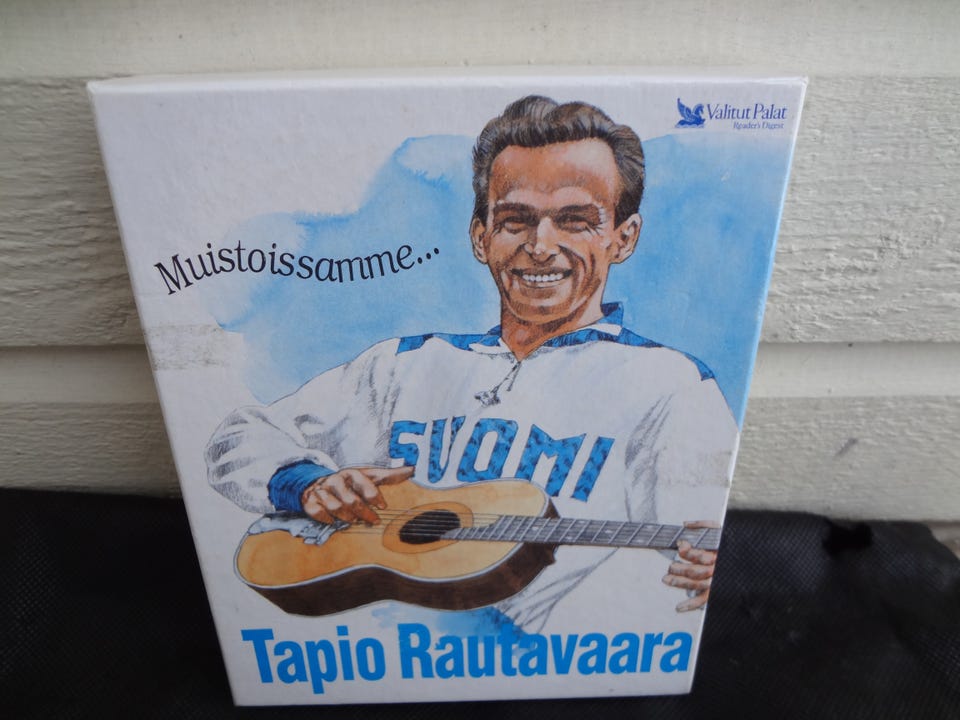 Valitut Palat
Reader's Digest
Muistoissamme...
SUOMI
Tapio Rautavaara